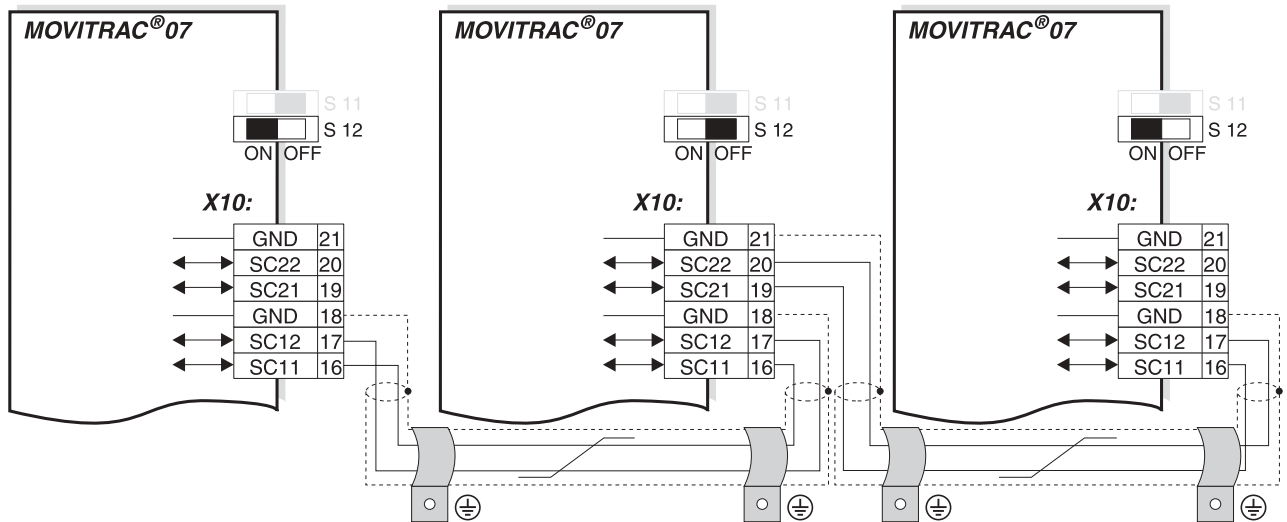 MOVITRAC®07
S 11
S 12
ON OFF
X10:
GND 21
SC22 20
SC21 19
GND 18
SC12 17
SC11 16
MOVITRAC®07
S 11
S 12
ON OFF
X10:
GND 21
SC22 20
SC21 19
GND 18
SC12 17
SC11 16
MOVITRAC®07
S 11
S 12
ON OFF
X10:
GND 21
SC22 20
SC21 19
GND 18
SC12 17
SC11 16